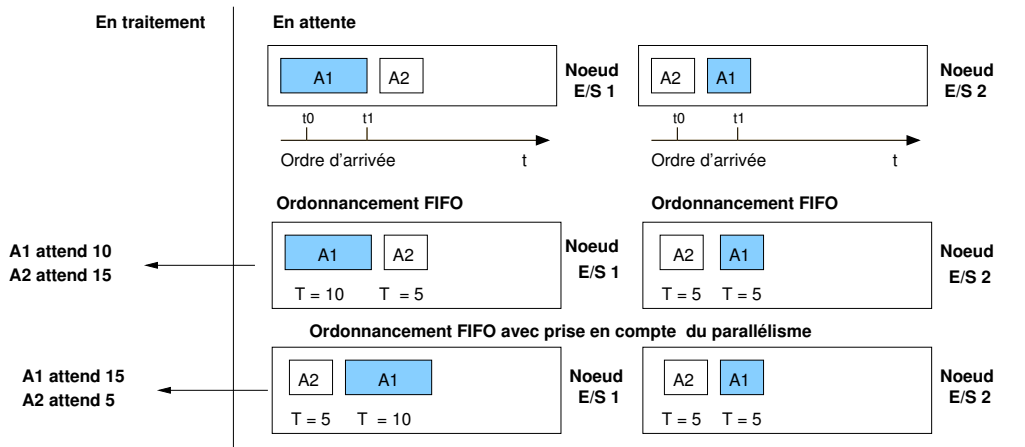 En traitement
En attente
A1
A2
Noeud
E/S 1
A2
A1
Noeud
E/S 2
t0
t1
Ordre d'arrivée
t
t0
t1
Ordre d'arrivée
t
Ordonnancement FIFO
Ordonnancement FIFO
A1 attend 10
A2 attend 15
A1
A2
T = 10
T = 5
Noeud
E/S 1
A2
A1
T = 5
T = 5
Noeud
E/S 2
Ordonnancement FIFO avec prise en compte du parallélisme
A1 attend 15
A2 attend 5
A2
A1
T = 5
T = 10
Noeud
E/S 1
A2
A1
T = 5
T = 5
Noeud
E/S 2